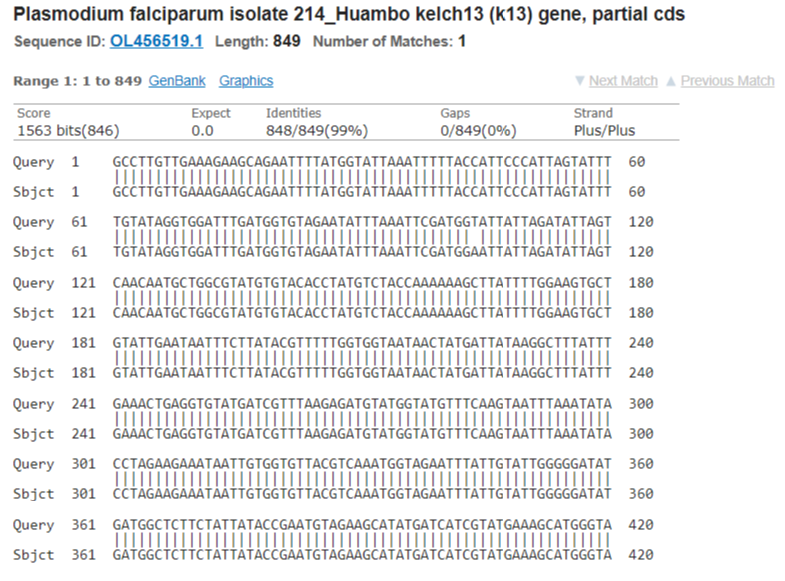 Plasmodium falciparum isolate 214_Huambo kelch13 (k13) gene, partial cds
Sequence ID: OL456519.1 Length: 849 Number of Matches: 1
Range 1: 1 to 849 GenBank Graphics ▼ Next Match ▲ Previous Match
Score Expect Identities Gaps Strand
1563 bits(846) 0.0 848/849(99%) 0/849(0%) Plus/Plus
Query 1 GCCTTGTTGAAAGAAGCAGAATTTTATGGTATTAAATTTTTACCATTCCCATTAGTATTT 60
Sbjct 1 GCCTTGTTGAAAGAAGCAGAATTTTATGGTATTAAATTTTTACCATTCCCATTAGTATTT 60
Query 61 TGTATAGGTGGATTTGATGGTGTAGAATATTTAAATTCGATGGTATTATTAGATATTAGT 120
Sbjct 61 TGTATAGGTGGATTTGATGGTGTAGAATATTTAAATTCGATGGAATTATTAGATATTAGT 120
Query 121 CAACAATGCTGGCGTATGTGTACACCTATGTCTACCAAAAAAGCTTATTTTGGAAGTGCT 180
Sbjct 121 CAACAATGCTGGCGTATGTGTACACCTATGTCTACCAAAAAAGCTTATTTTGGAAGTGCT 180
Query 181 GTATTGAATAATTTCTTATACGTTTTTGGTGGTAATAACTATGATTATAAGGCTTTATTT 240
Sbjct 181 GTATTGAATAATTTCTTATACGTTTTTGGTGGTAATAACTATGATTATAAGGCTTTATTT 240
Query 241 GAAACTGAGGTGTATGATCGTTTAAGAGATGTATGGTATGTTTCAAGTAATTTAAATATA 300
Sbjct 241 GAAACTGAGGTGTATGATCGTTTAAGAGATGTATGGTATGTTTCAAGTAATTTAAATATA 300
Query 301 CCTAGAAGAAATAATTGTGGTGTTACGTCAAATGGTAGAATTTATTGTATTGGGGGATAT 360
Sbjct 301 CCTAGAAGAAATAATTGTGGTGTTACGTCAAATGGTAGAATTTATTGTATTGGGGGATAT 360
Query 361 GATGGCTCTTCTATTATACCGAATGTAGAAGCATATGATCATCGTATGAAAGCATGGGTA 420
Sbjct 361 GATGGCTCTTCTATTATACCGAATGTAGAAGCATATGATCATCGTATGAAAGCATGGGTA 420